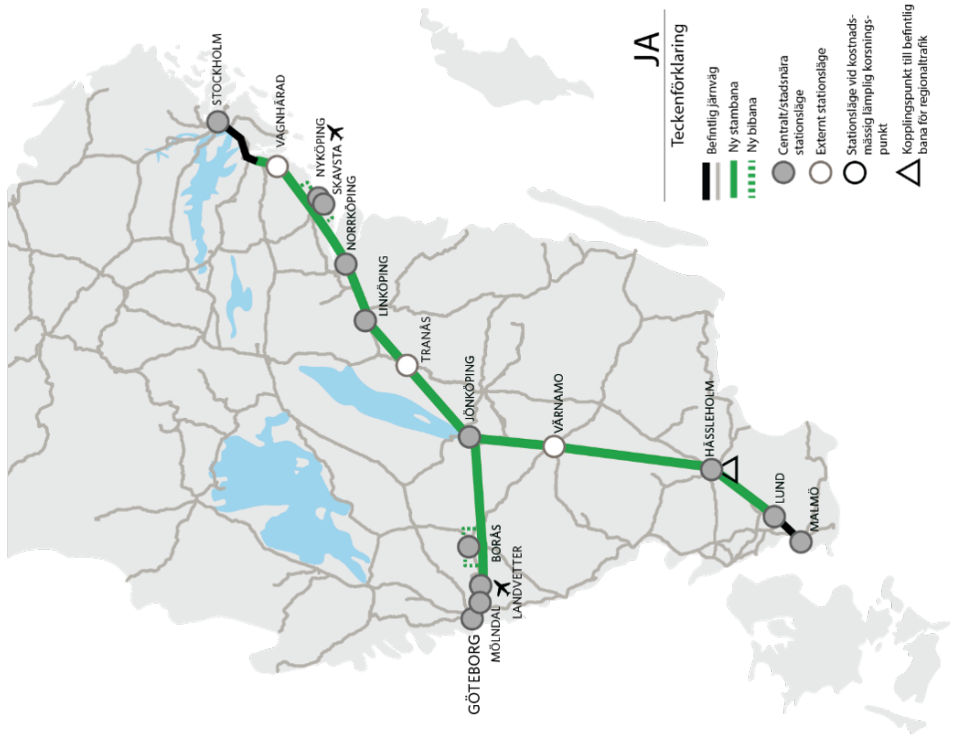 STOCKHOLM
VAGNHÄRAD
NYKÖPING
SKAVSTA
NORRKÖPING
LINKÖPING
TRANÅS
JÖNKÖPING
VÄRNAMO
HÄSSLEHOLM
LUND
MALMÖ
BORÅS
LANDVETTER
MÖLNDAL
GÖTEBORG
JA
Teckenförklaring
Befintlig järnväg
Ny stambana
Ny bibana
Centralt/stadsnära
stationsläge
Externt stationsläge
Stationsläge vid kostnads-
mässig lämplig korsnings-
punkt
Kopplingspunkt till befintlig
bana för regionaltrafik